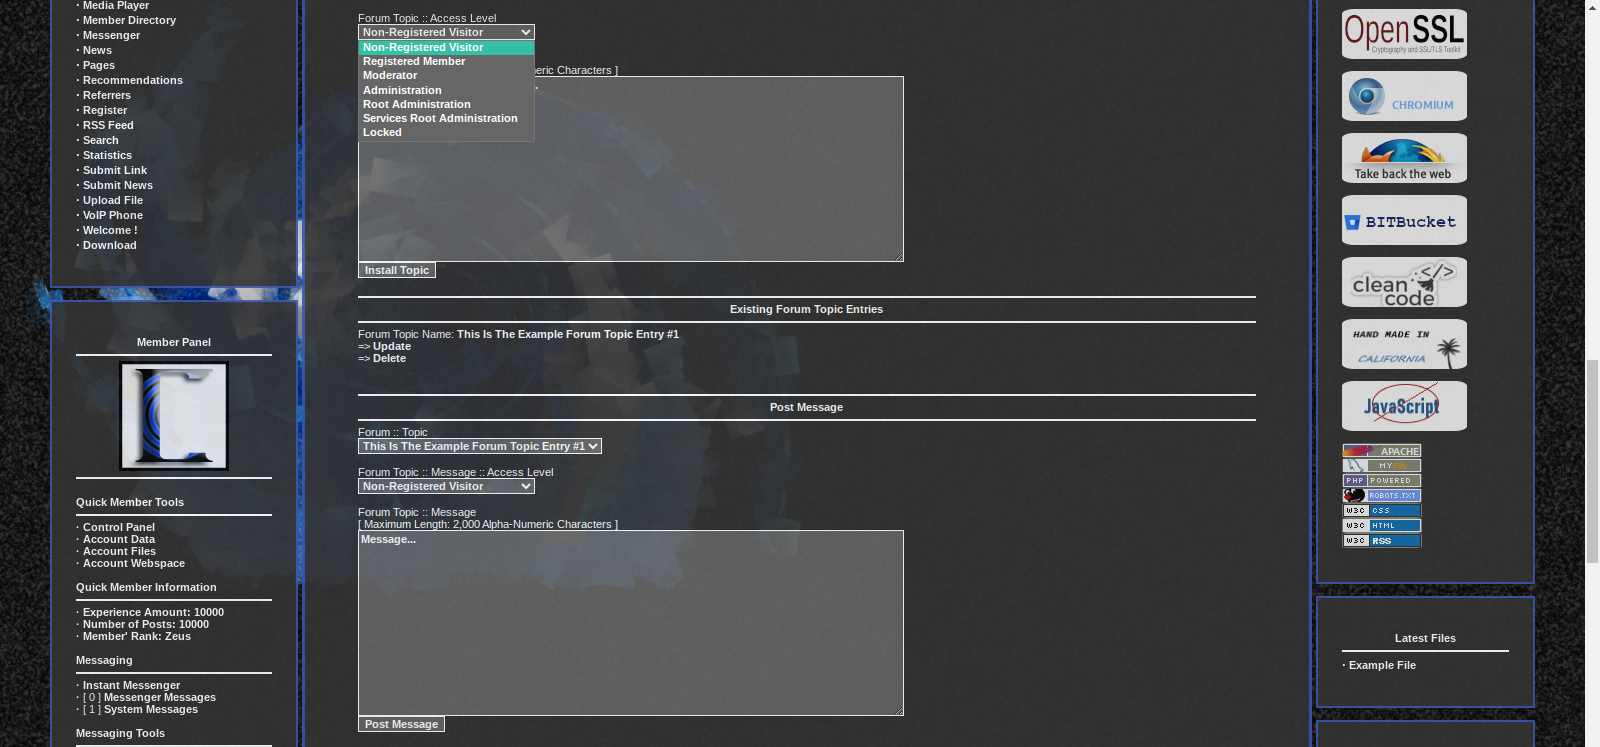 · Media Player
· Member Directory
· Messenger
· News
· Pages
· Recommendations
· Referrers
· Register
· RSS Feed
· Search
· Statistics
· Submit Link
· Submit News
· Upload File
· VoIP Phone
· Welcome !
· Download
Member Panel
Quick Member Tools
· Control Panel
· Account Data
· Account Files
· Account Webspace
Quick Member Information
· Experience Amount: 10000
· Number of Posts: 10000
· Member' Rank: Zeus
Messaging
· Instant Messenger
· [ 0 ] Messenger Messages
· [ 1 ] System Messages
Messaging Tools
Forum Topic :: Access Level
Non-Registered Visitor
Non-Registered Visitor
Registered Member
Moderator
Administration
Root Administration
Services Root Administration
Locked
neric Characters ]
Install Topic
Existing Forum Topic Entries
Forum Topic Name: This Is The Example Forum Topic Entry #1
=> Update
=> Delete
Post Message
Forum :: Topic
This Is The Example Forum Topic Entry #1
Forum Topic :: Message :: Access Level
Non-Registered Visitor
Forum Topic :: Message
[ Maximum Length: 2,000 Alpha-Numeric Characters ]
Message...
Post Message
OpenSSL
Cryptography and SSL/TLS Toolkit
CHROMIUM
Take back the web
BITBucket
clean </>
code
HAND MADE IN
CALIFORNIA
JavaScript
APACHE
MYSQL
PHP POWERED
ROBOTS.TXT
W3C CSS
W3C HTML
W3C RSS
Latest Files
· Example File